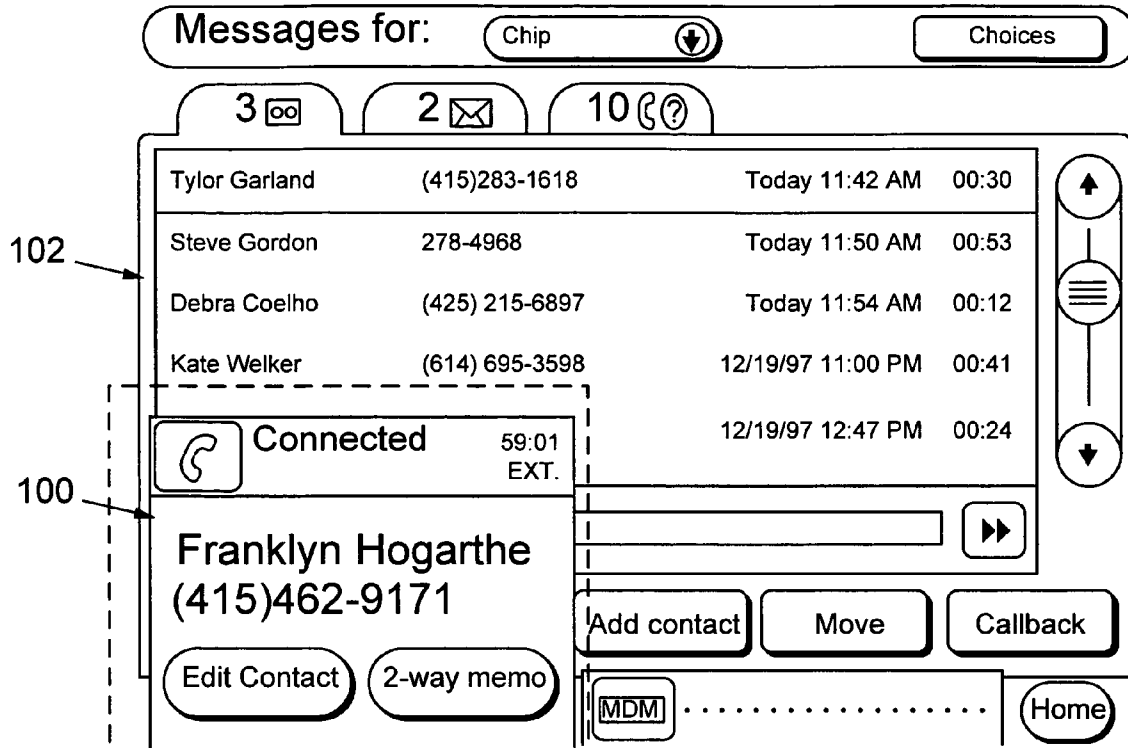 Messages for: Chip Choices
3 2 10 ?
Tylor Garland (415)283-1618 Today 11:42 AM 00:30
Steve Gordon 278-4968 Today 11:50 AM 00:53
102
Debra Coelho (425) 215-6897 Today 11:54 AM 00:12
Kate Welker (614) 695-3598 12/19/97 11:00 PM 00:41
Connected 59:01 12/19/97 12:47 PM 00:24
EXT.
100
Franklyn Hogarthe
(415)462-9171
Add contact Move Callback
Edit Contact 2-way memo
MDM Home